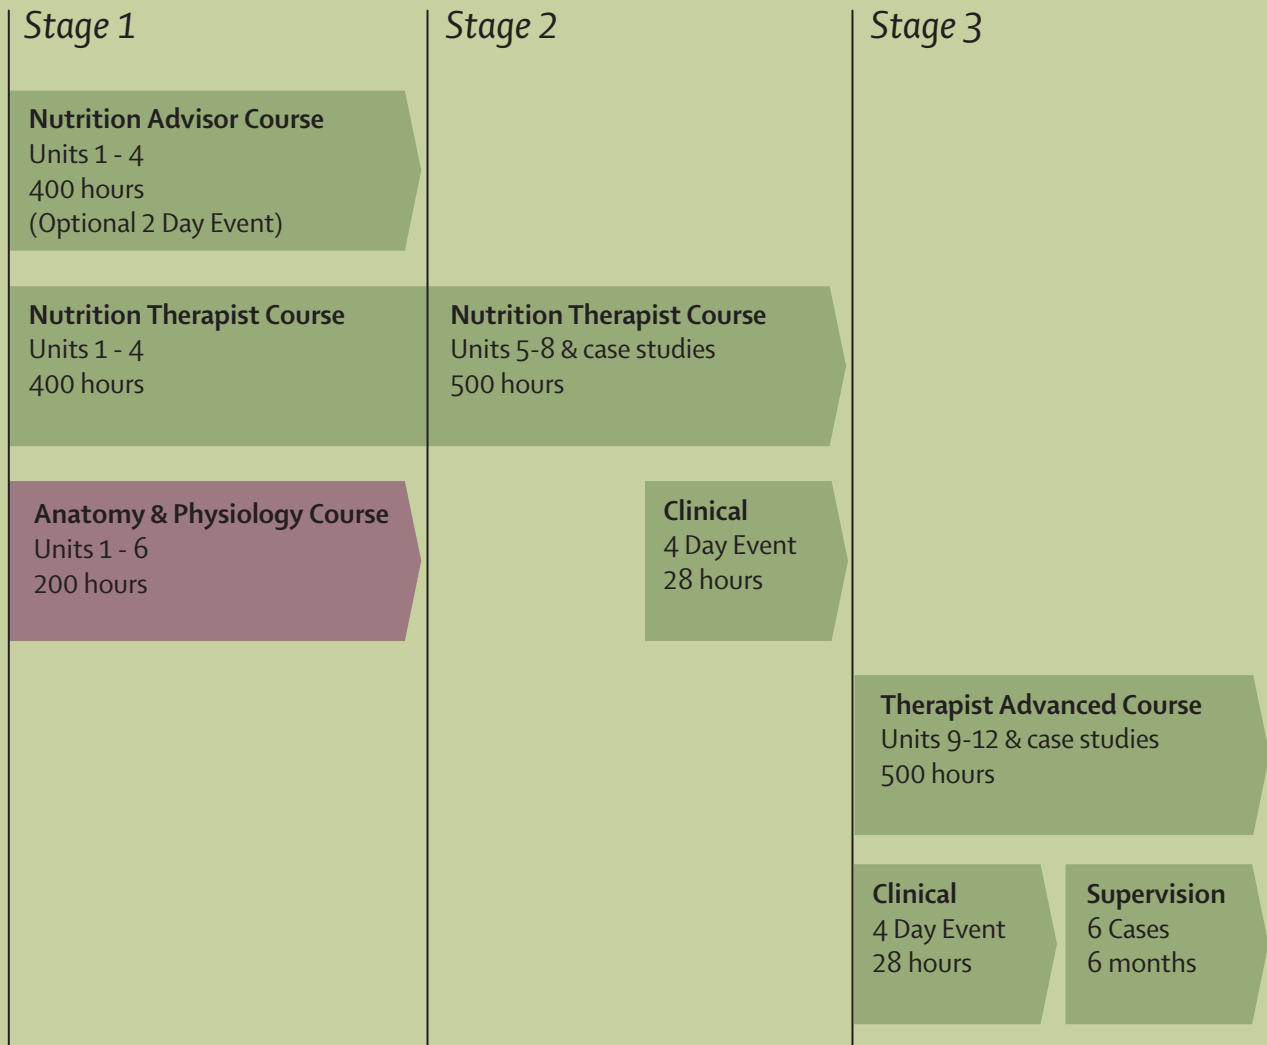 Stage 1
Stage 2
Stage 3
Nutrition Advisor Course
Units 1 - 4
400 hours
(Optional 2 Day Event)
Nutrition Therapist Course
Units 1 - 4
400 hours
Nutrition Therapist Course
Units 5-8 & case studies
500 hours
Anatomy & Physiology Course
Units 1 - 6
200 hours
Clinical
4 Day Event
28 hours
Therapist Advanced Course
Units 9-12 & case studies
500 hours
Clinical
4 Day Event
28 hours
Supervision
6 Cases
6 months